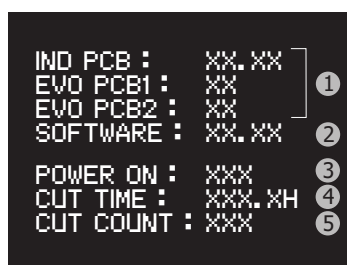 IND PCB : XX.XX
EVO PCB1 : XX ①
EVO PCB2 : XX
SOFTWARE : XX.XX ②
POWER ON : XXX ③
CUT TIME : XXX.XH ④
CUT COUNT : XXX ⑤